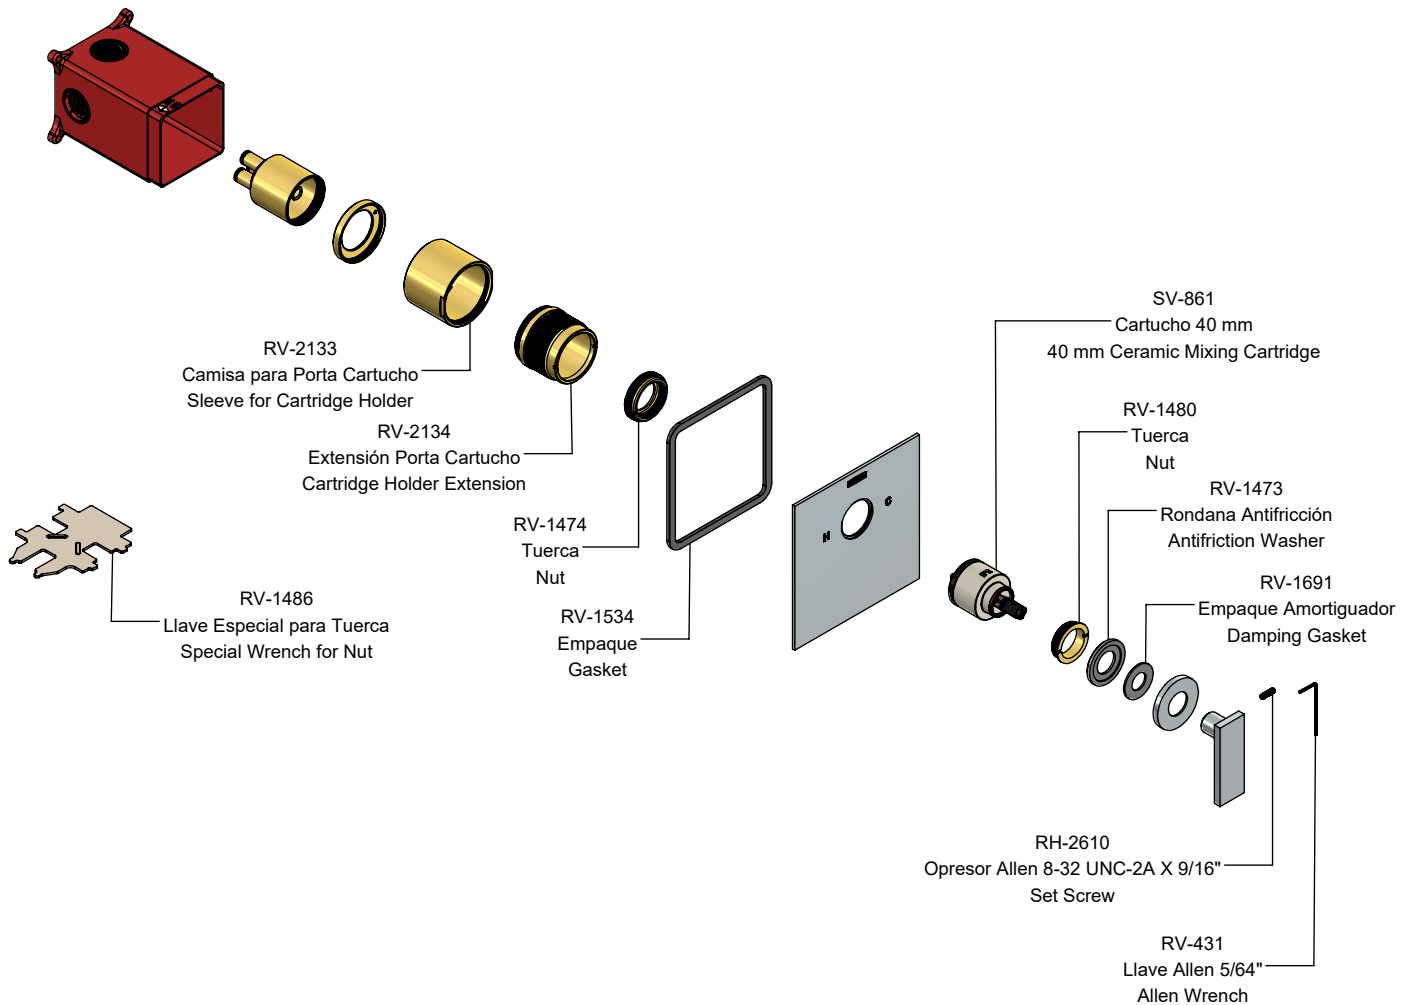 SV-861
Cartucho 40 mm
40 mm Ceramic Mixing Cartridge
RV-2133
Camisa para Porta Cartucho
Sleeve for Cartridge Holder
RV-1480
Tuerca
Nut
RV-2134
Extensión Porta Cartucho
Cartridge Holder Extension
RV-1473
Rondana Antifricción
Antifriction Washer
H
C
RV-1474
Tuerca
Nut
RV-1691
Empaque Amortiguador
Damping Gasket
RV-1486
Llave Especial para Tuerca
Special Wrench for Nut
RV-1534
Empaque
Gasket
RH-2610
Opresor Allen 8-32 UNC-2A X 9/16"
Set Screw
RV-431
Llave Allen 5/64"
Allen Wrench